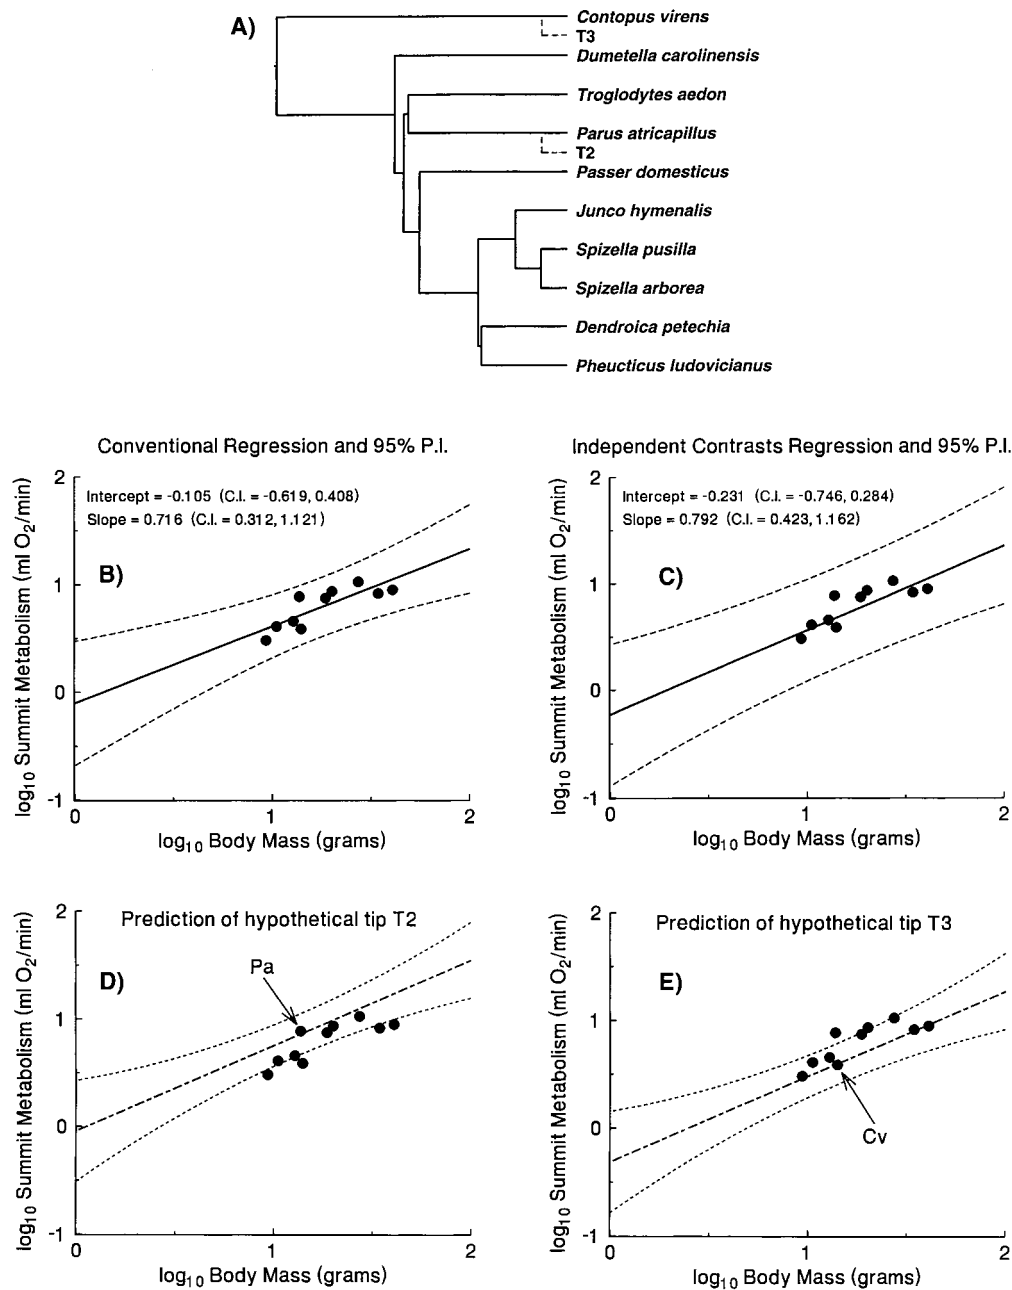 A)
Contopus virens
T3
Dumetella carolinensis
Troglodytes aedon
Parus atricapillus
T2
Passer domesticus
Junco hymenalis
Spizella pusilla
Spizella arborea
Dendroica petechia
Pheucticus ludovicianus
Conventional Regression and 95% P.I.
Intercept = -0.105 (C.I. = -0.619, 0.408)
Slope = 0.716 (C.I. = 0.312, 1.121)
B)
2
1
0
-1
log10 Summit Metabolism (ml O2/min)
0
1
2
log10 Body Mass (grams)
Independent Contrasts Regression and 95% P.I.
Intercept = -0.231 (C.I. = -0.746, 0.284)
Slope = 0.792 (C.I. = 0.423, 1.162)
C)
2
1
0
-1
log10 Summit Metabolism (ml O2/min)
0
1
2
log10 Body Mass (grams)
Prediction of hypothetical tip T2
D)
Pa
2
1
0
-1
log10 Summit Metabolism (ml O2/min)
0
1
2
log10 Body Mass (grams)
Prediction of hypothetical tip T3
E)
Cv
2
1
0
-1
log10 Summit Metabolism (ml O2/min)
0
1
2
log10 Body Mass (grams)